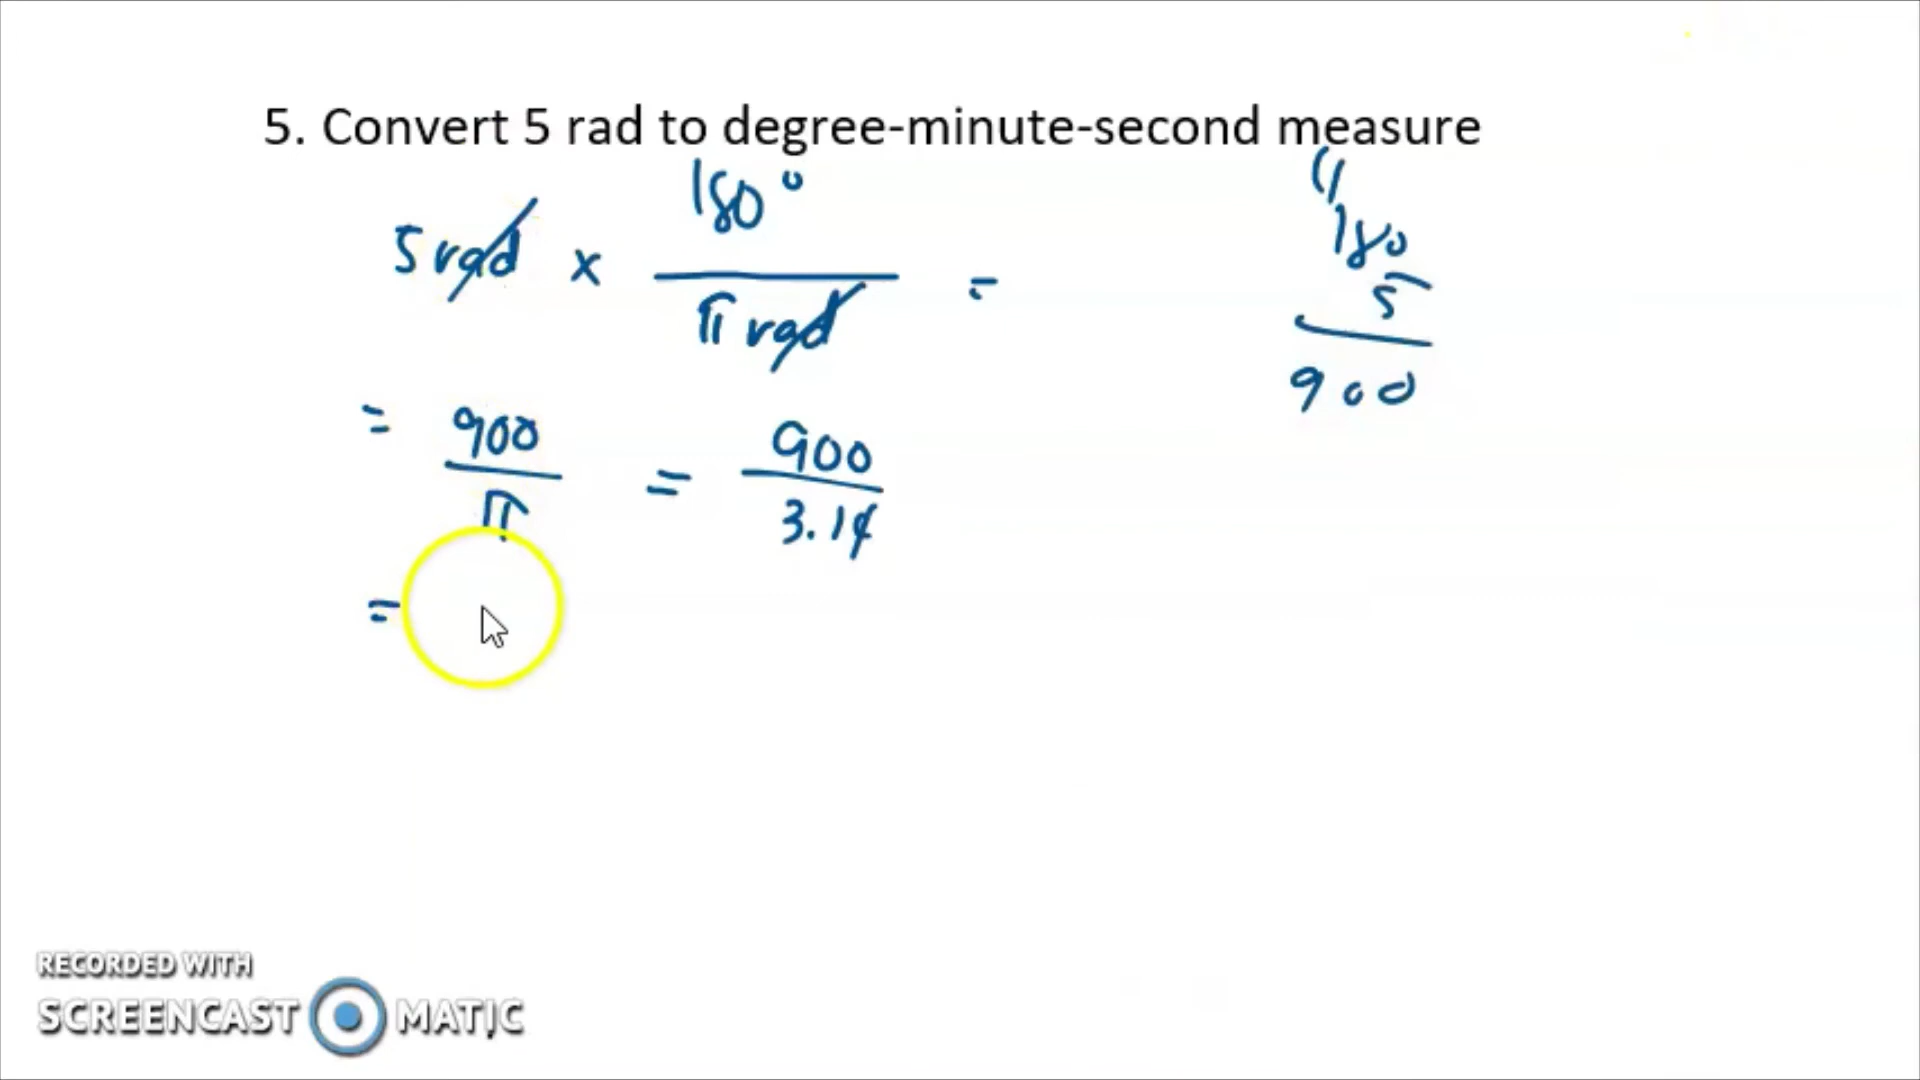 5. Convert 5 rad to degree-minute-second measure
5 rad x 180° / π rad =
180
5
900
= 900 / π = 900 / 3.14
=
RECORDED WITH
SCREENCAST MATIC